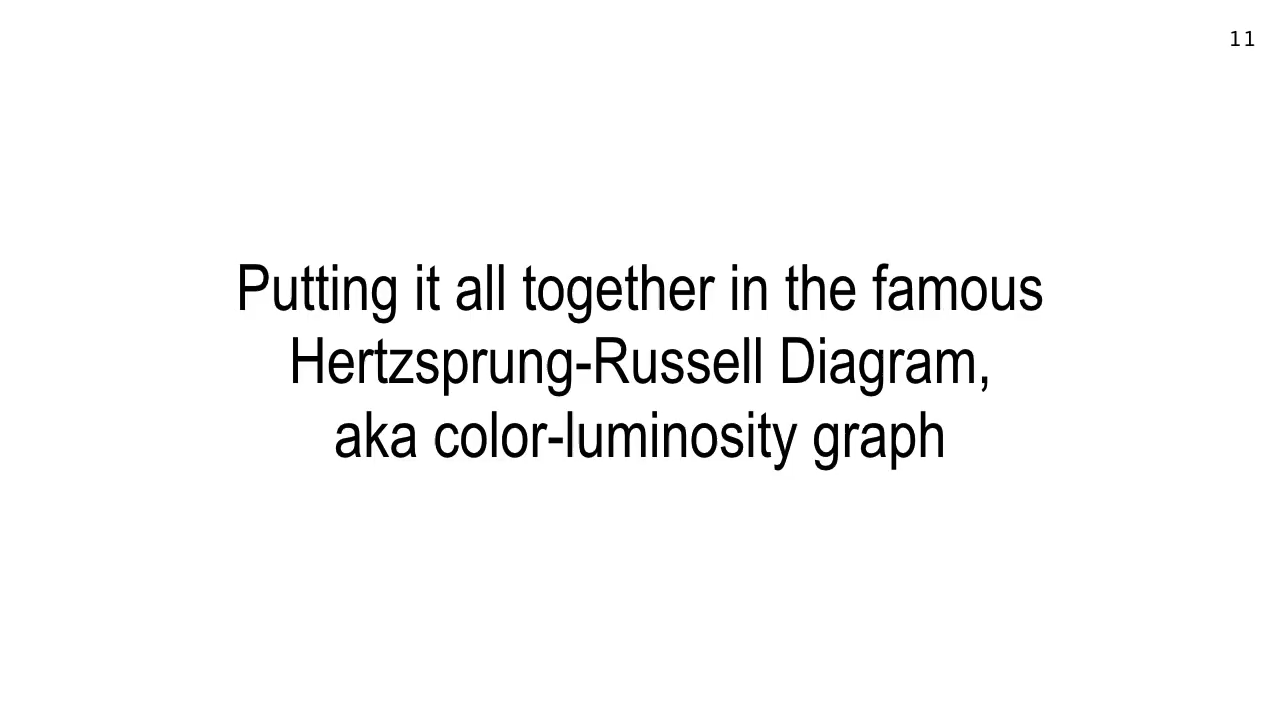 11
Putting it all together in the famous
Hertzsprung-Russell Diagram,
aka color-luminosity graph